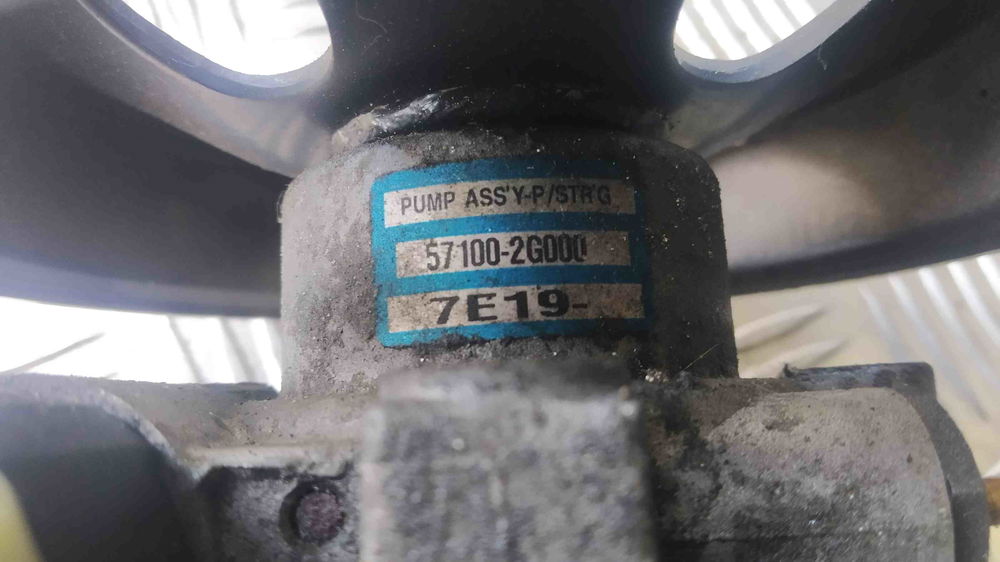 PUMP ASS'Y-P/STR'G
57100-2G000
7E19-